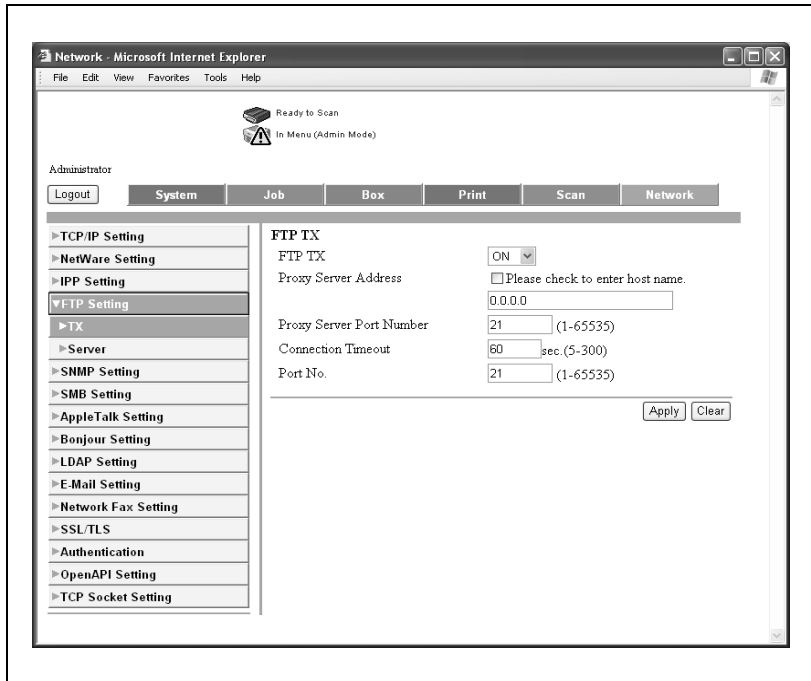 Network - Microsoft Internet Explorer
File Edit View Favorites Tools Help
Ready to Scan
In Menu (Admin Mode)
Administrator
Logout System Job Box Print Scan Network
TCP/IP Setting
NetWare Setting
IPP Setting
FTP Setting
TX
Server
SNMP Setting
SMB Setting
AppleTalk Setting
Bonjour Setting
LDAP Setting
E-Mail Setting
Network Fax Setting
SSL/TLS
Authentication
OpenAPI Setting
TCP Socket Setting
FTP TX
FTP TX ON
Proxy Server Address Please check to enter host name.
0.0.0.0
Proxy Server Port Number 21 (1-65535)
Connection Timeout 60 sec.(5-300)
Port No. 21 (1-65535)
Apply Clear